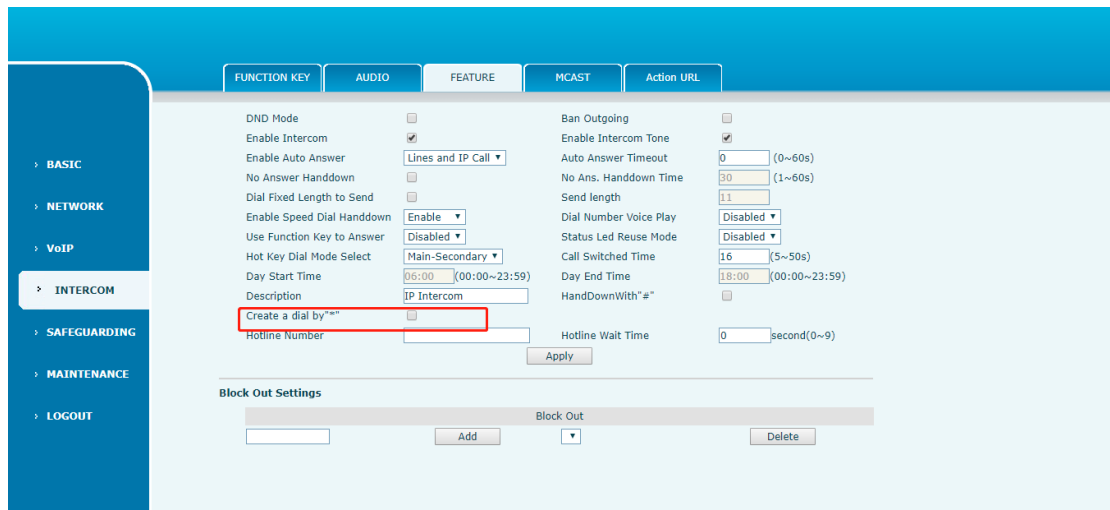 FUNCTION KEY AUDIO FEATURE MCAST Action URL
› BASIC
› NETWORK
› VoIP
› INTERCOM
› SAFEGUARDING
› MAINTENANCE
› LOGOUT
DND Mode Ban Outgoing
Enable Intercom Enable Intercom Tone
Enable Auto Answer Lines and IP Call Auto Answer Timeout 0 (0~60s)
No Answer Handdown No Ans. Handdown Time 30 (1~60s)
Dial Fixed Length to Send Send length 11
Enable Speed Dial Handdown Enable Dial Number Voice Play Disabled
Use Function Key to Answer Disabled Status Led Reuse Mode Disabled
Hot Key Dial Mode Select Main-Secondary Call Switched Time 16 (5~50s)
Day Start Time 06:00 (00:00~23:59) Day End Time 18:00 (00:00~23:59)
Description IP Intercom HandDownWith"#"
Create a dial by"*"
Hotline Number Hotline Wait Time 0 second(0~9)
Apply
Block Out Settings
Block Out
Add Delete